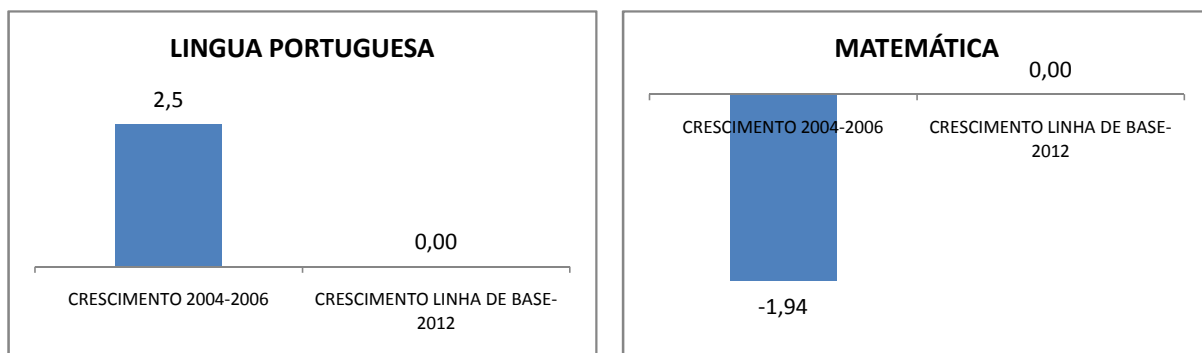 LINGUA PORTUGUESA
2,5
0,00
CRESCIMENTO 2004-2006
CRESCIMENTO LINHA DE BASE-
2012
MATEMÁTICA
0,00
CRESCIMENTO 2004-2006
CRESCIMENTO LINHA DE BASE-
2012
-1,94